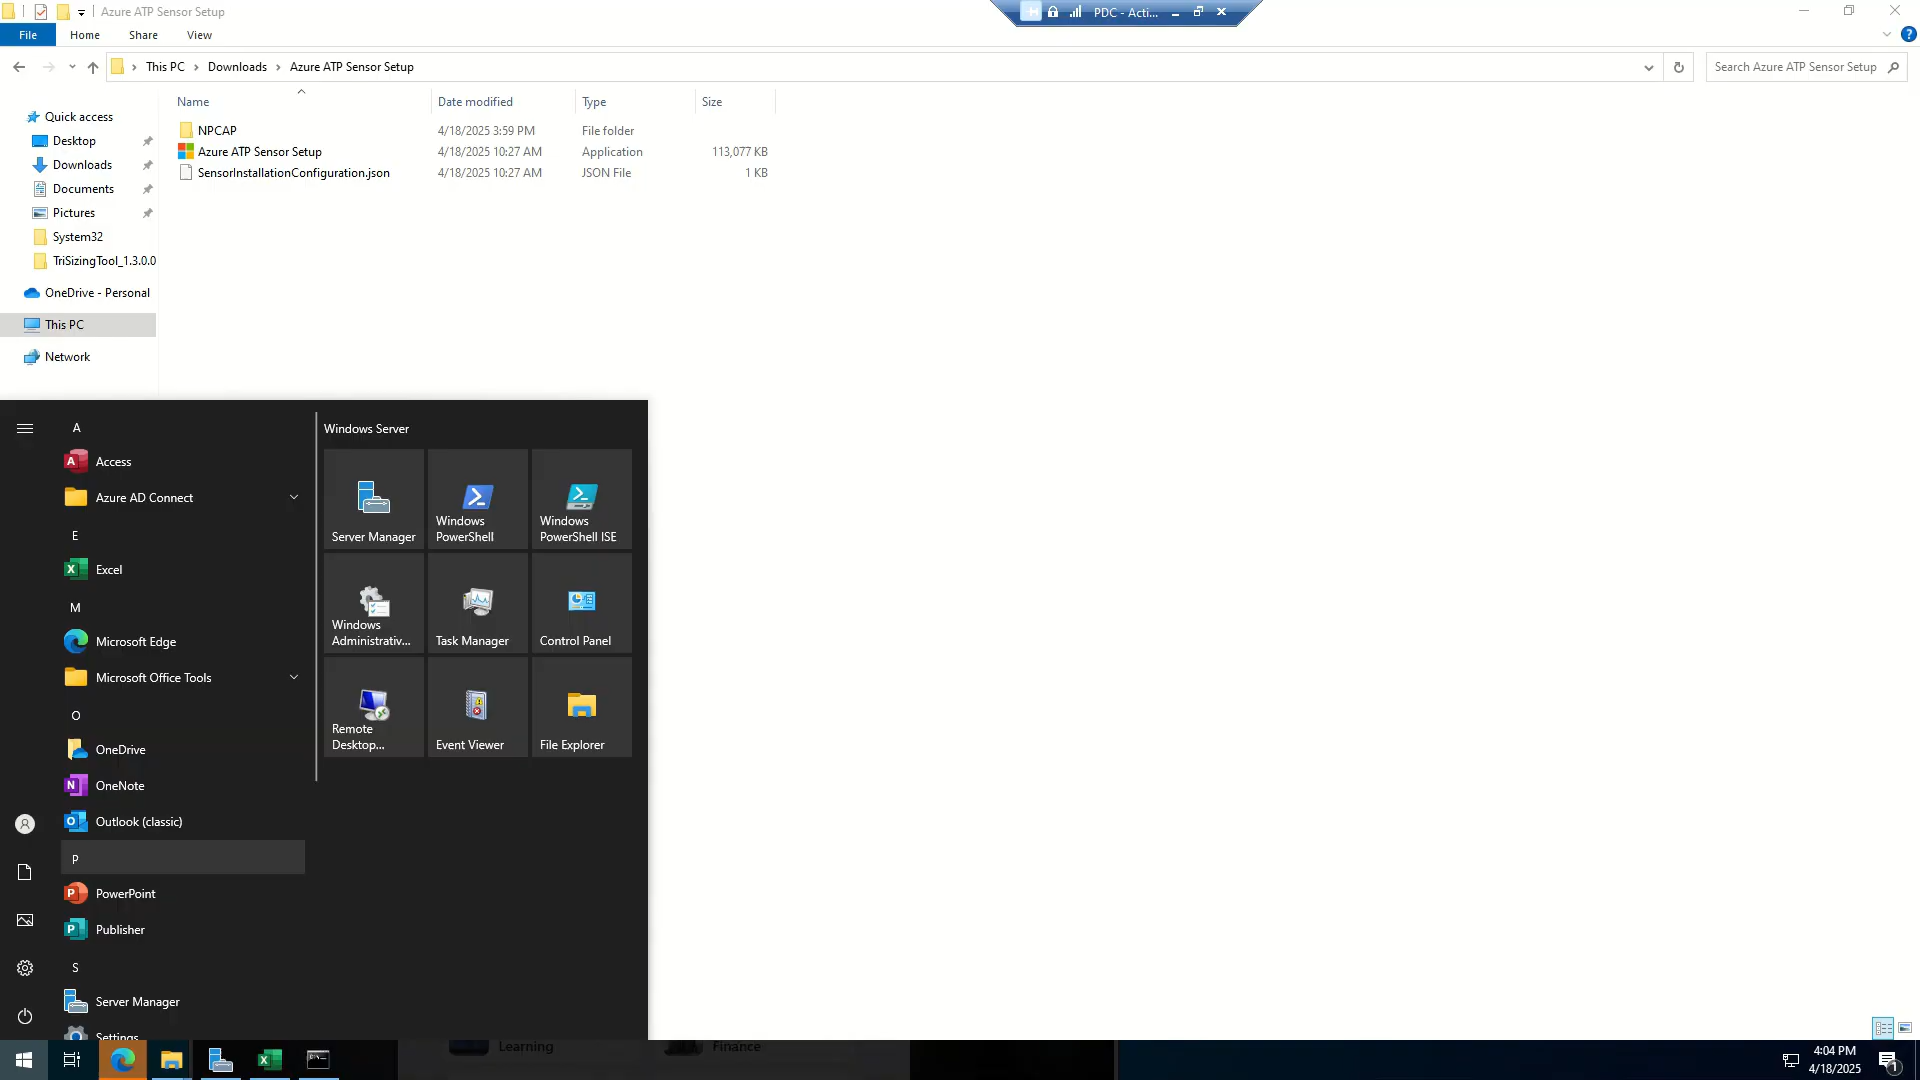 Azure ATP Sensor Setup
PDC - Acti...
File
Home
Share
View
This PC
Downloads
Azure ATP Sensor Setup
Search Azure ATP Sensor Setup
Name
Date modified
Type
Size
NPCAP
4/18/2025 3:59 PM
File folder
Azure ATP Sensor Setup
4/18/2025 10:27 AM
Application
113,077 KB
SensorInstallationConfiguration.json
4/18/2025 10:27 AM
JSON File
1 KB
Quick access
Desktop
Downloads
Documents
Pictures
System32
TriSizingTool_1.3.0.0
OneDrive - Personal
This PC
Network
A
Access
Azure AD Connect
E
Excel
M
Microsoft Edge
Microsoft Office Tools
O
OneDrive
OneNote
Outlook (classic)
P
PowerPoint
Publisher
S
Server Manager
Settings
Windows Server
Server Manager
Windows
PowerShell
Windows
PowerShell ISE
Windows
Administrativ...
Task Manager
Control Panel
Remote
Desktop...
Event Viewer
File Explorer
Learning
Finance
4:04 PM
4/18/2025
1